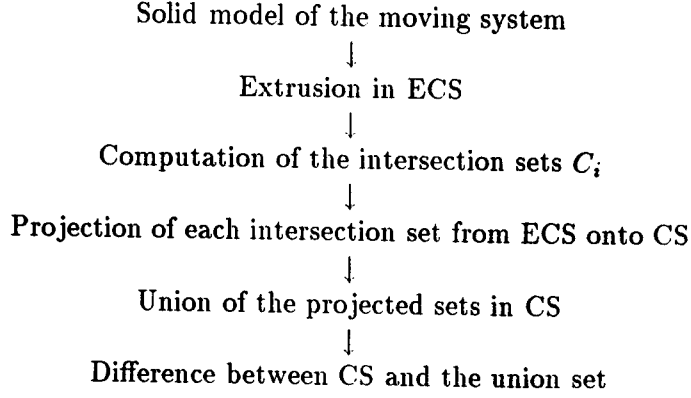 Solid model of the moving system
↓
Extrusion in ECS
↓
Computation of the intersection sets C_i
↓
Projection of each intersection set from ECS onto CS
↓
Union of the projected sets in CS
↓
Difference between CS and the union set